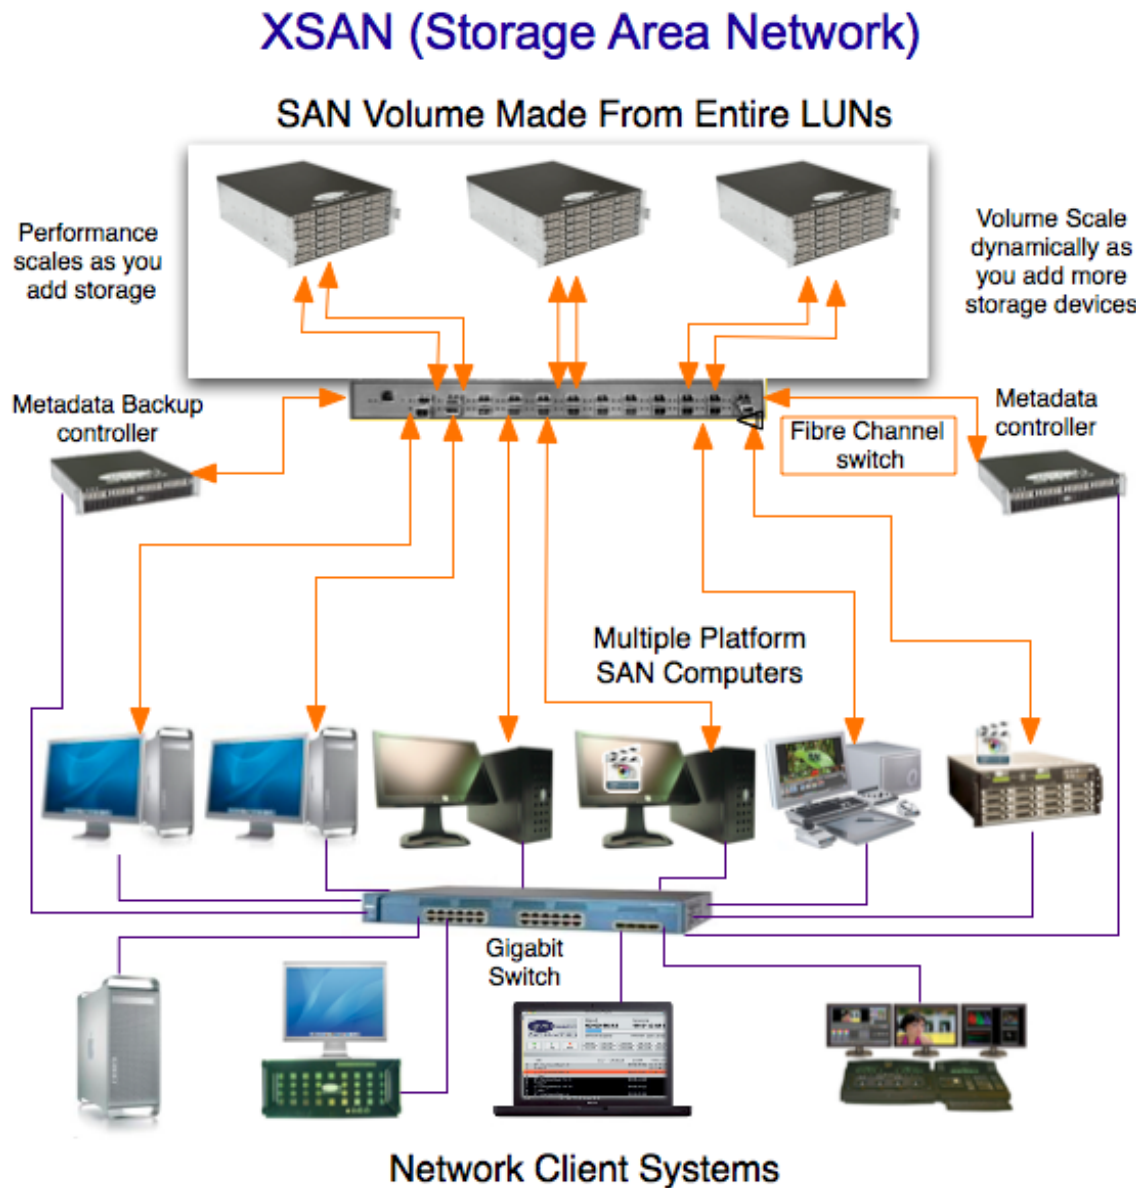 XSAN (Storage Area Network)
SAN Volume Made From Entire LUNs
Performance
scales as you
add storage
Volume Scale
dynamically as
you add more
storage devices
Metadata Backup
controller
Metadata
controller
Fibre Channel
switch
Multiple Platform
SAN Computers
Gigabit
Switch
Network Client Systems